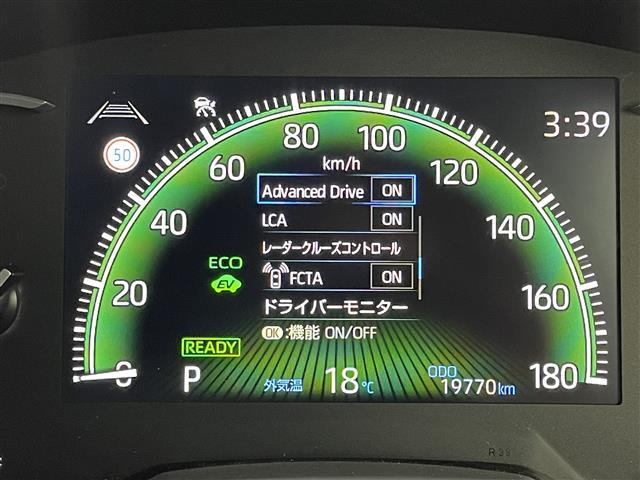 3:39
50
0 20 40 60 80 100 120 140 160 180
km/h
Advanced Drive ON
LCA ON
レーダークルーズコントロール
FCTA ON
ドライバーモニター
OK:機能 ON/OFF
ECO
EV
READY
P
外気温 18℃
ODO
19770 km
R 39